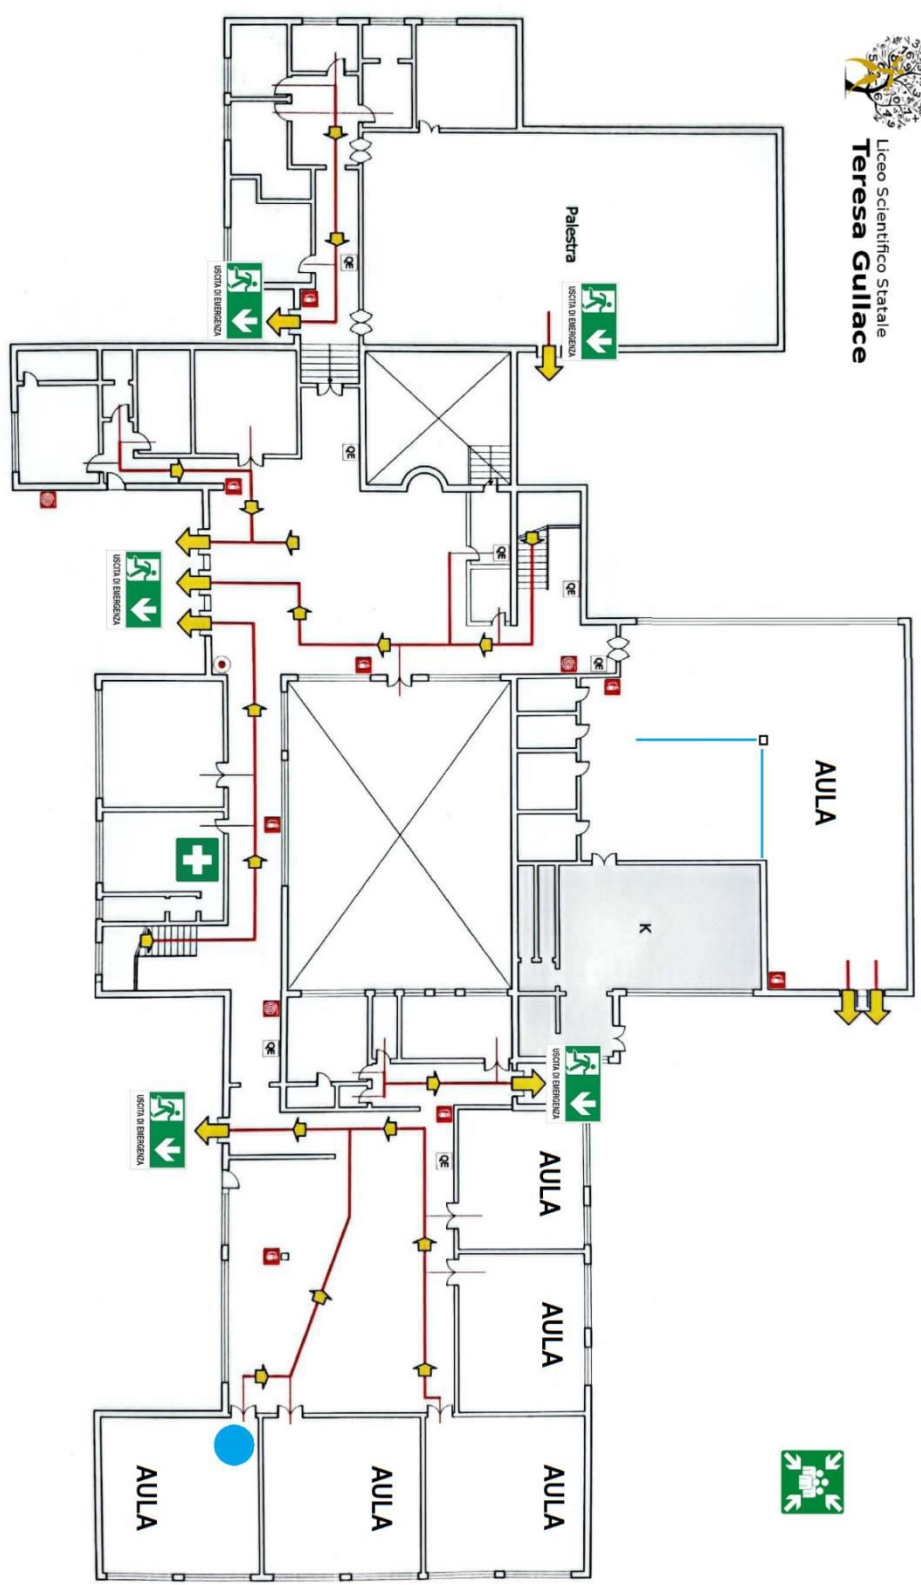 Liceo Scientifico Statale
Teresa Gullace
Palestra
USCITA DI EMERGENZA
USCITA DI EMERGENZA
QE
QE
QE
QE
QE
USCITA DI EMERGENZA
AULA
K
QE
USCITA DI EMERGENZA
USCITA DI EMERGENZA
QE
AULA
AULA
AULA
AULA
AULA